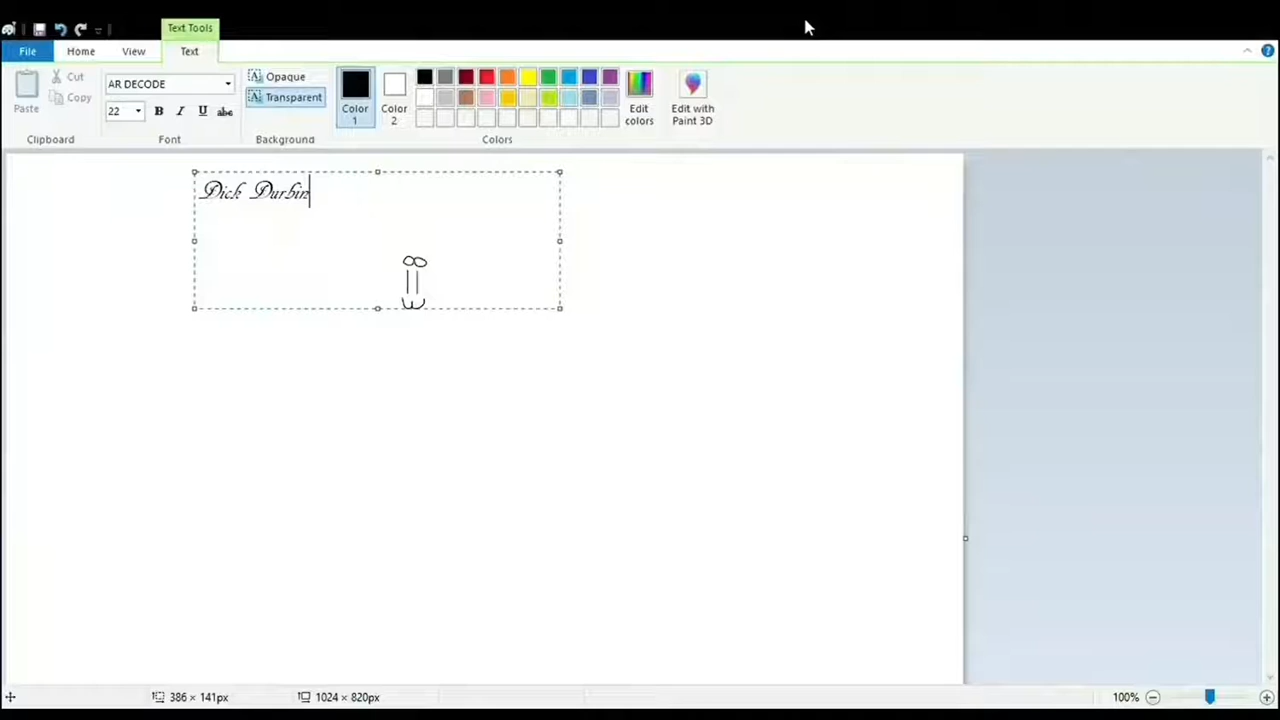 Text Tools
File Home View Text
Cut
Copy
Paste
AR DECODE
22 B I U abc
Opaque
Transparent
Color 1
Color 2
Edit colors
Edit with Paint 3D
Clipboard Font Background Colors
Dick Durbin
386 × 141px 1024 × 820px 100%